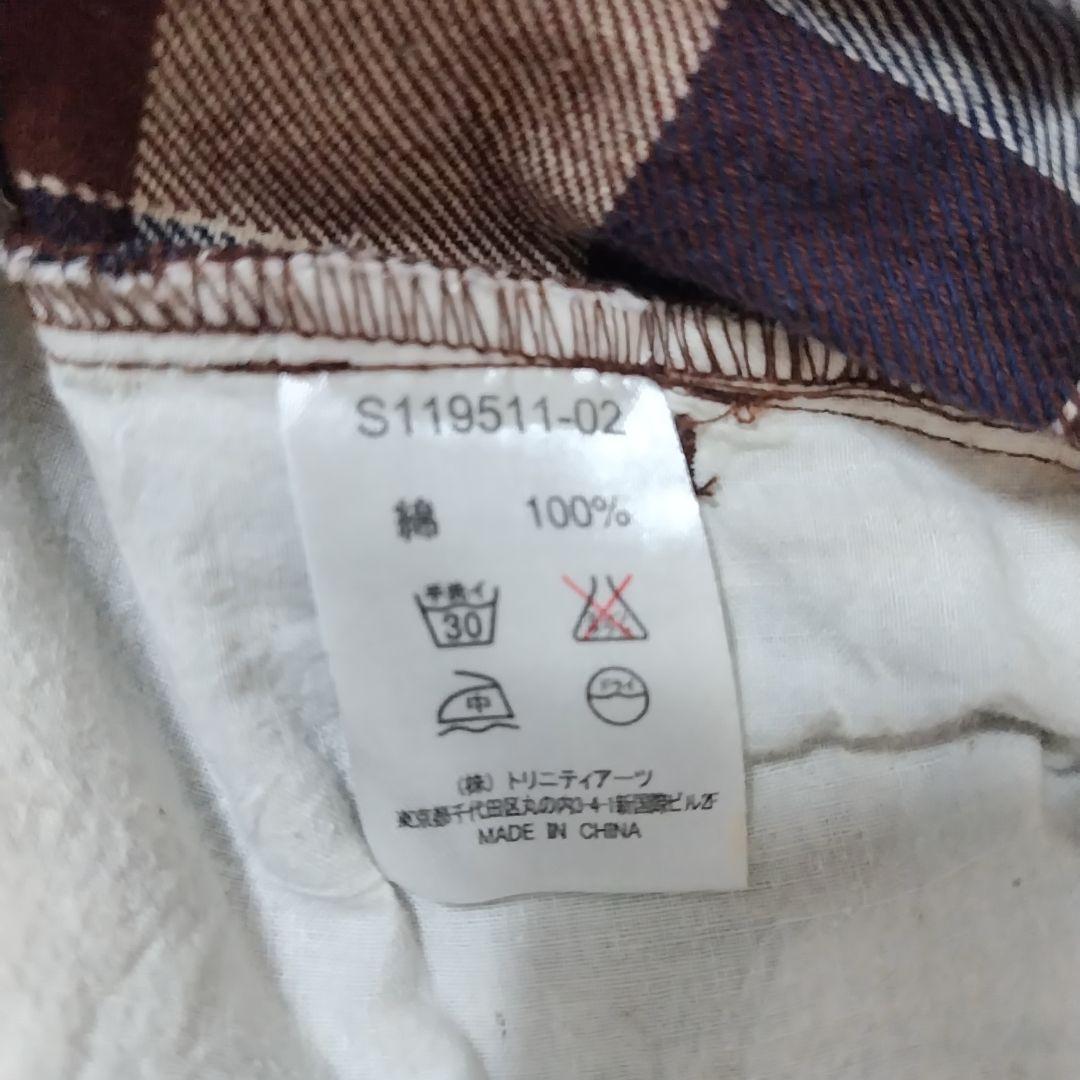 S119511-02
綿 100%
手洗イ
30
中 ドライ
(株) トリニティアーツ
東京都千代田区丸の内3-4-1新国際ビル2F
MADE IN CHINA